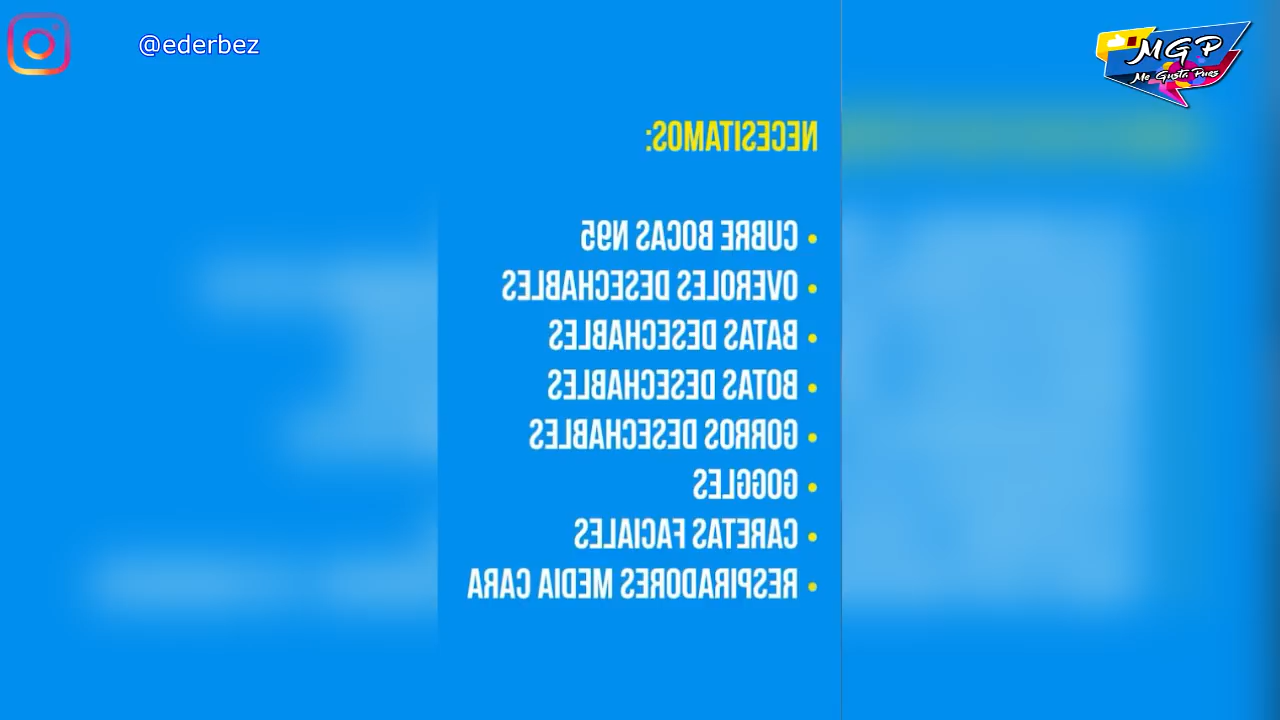 @ederbez
MGP
Me Gusta Pues
NECESITAMOS:
• CUBRE BOCAS N95
• OVEROLES DESECHABLES
• BATAS DESECHABLES
• BOTAS DESECHABLES
• GORROS DESECHABLES
• GOGGLES
• CARETAS FACIALES
• RESPIRADORES MEDIA CARA